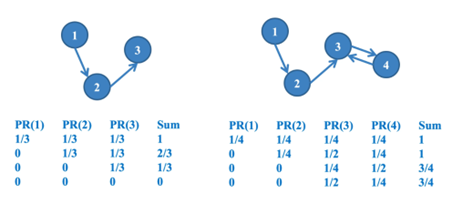 1
3
2
PR(1) PR(2) PR(3) Sum
1/3 1/3 1/3 1
0 1/3 1/3 2/3
0 0 1/3 1/3
0 0 0 0
1
3
4
2
PR(1) PR(2) PR(3) PR(4) Sum
1/4 1/4 1/4 1/4 1
0 1/4 1/2 1/4 1
0 0 1/4 1/2 3/4
0 0 1/2 1/4 3/4